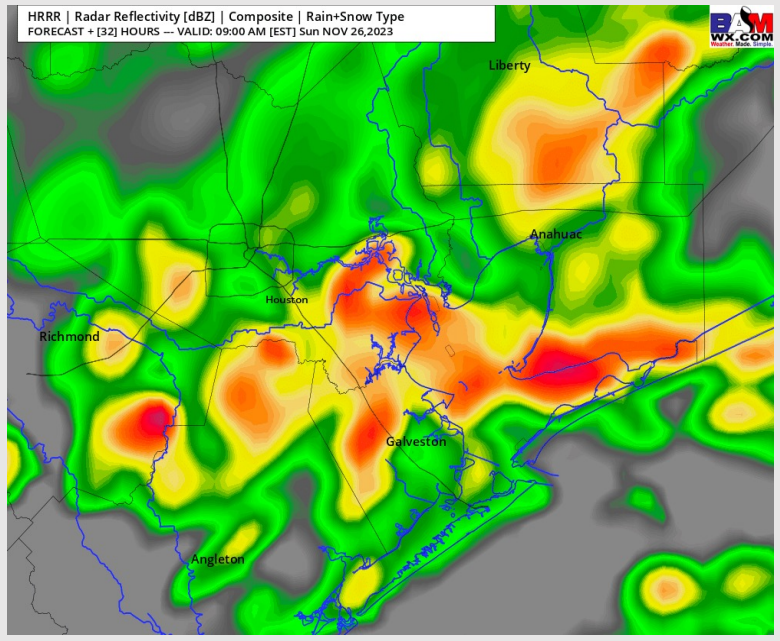 HRRR | Radar Reflectivity [dBZ] | Composite | Rain+Snow Type
FORECAST + [32] HOURS --- VALID: 09:00 AM [EST] Sun NOV 26,2023
BAM
WX.COM
Weather. Made. Simple.
Liberty
Anahuac
Houston
Richmond
Galveston
Angleton